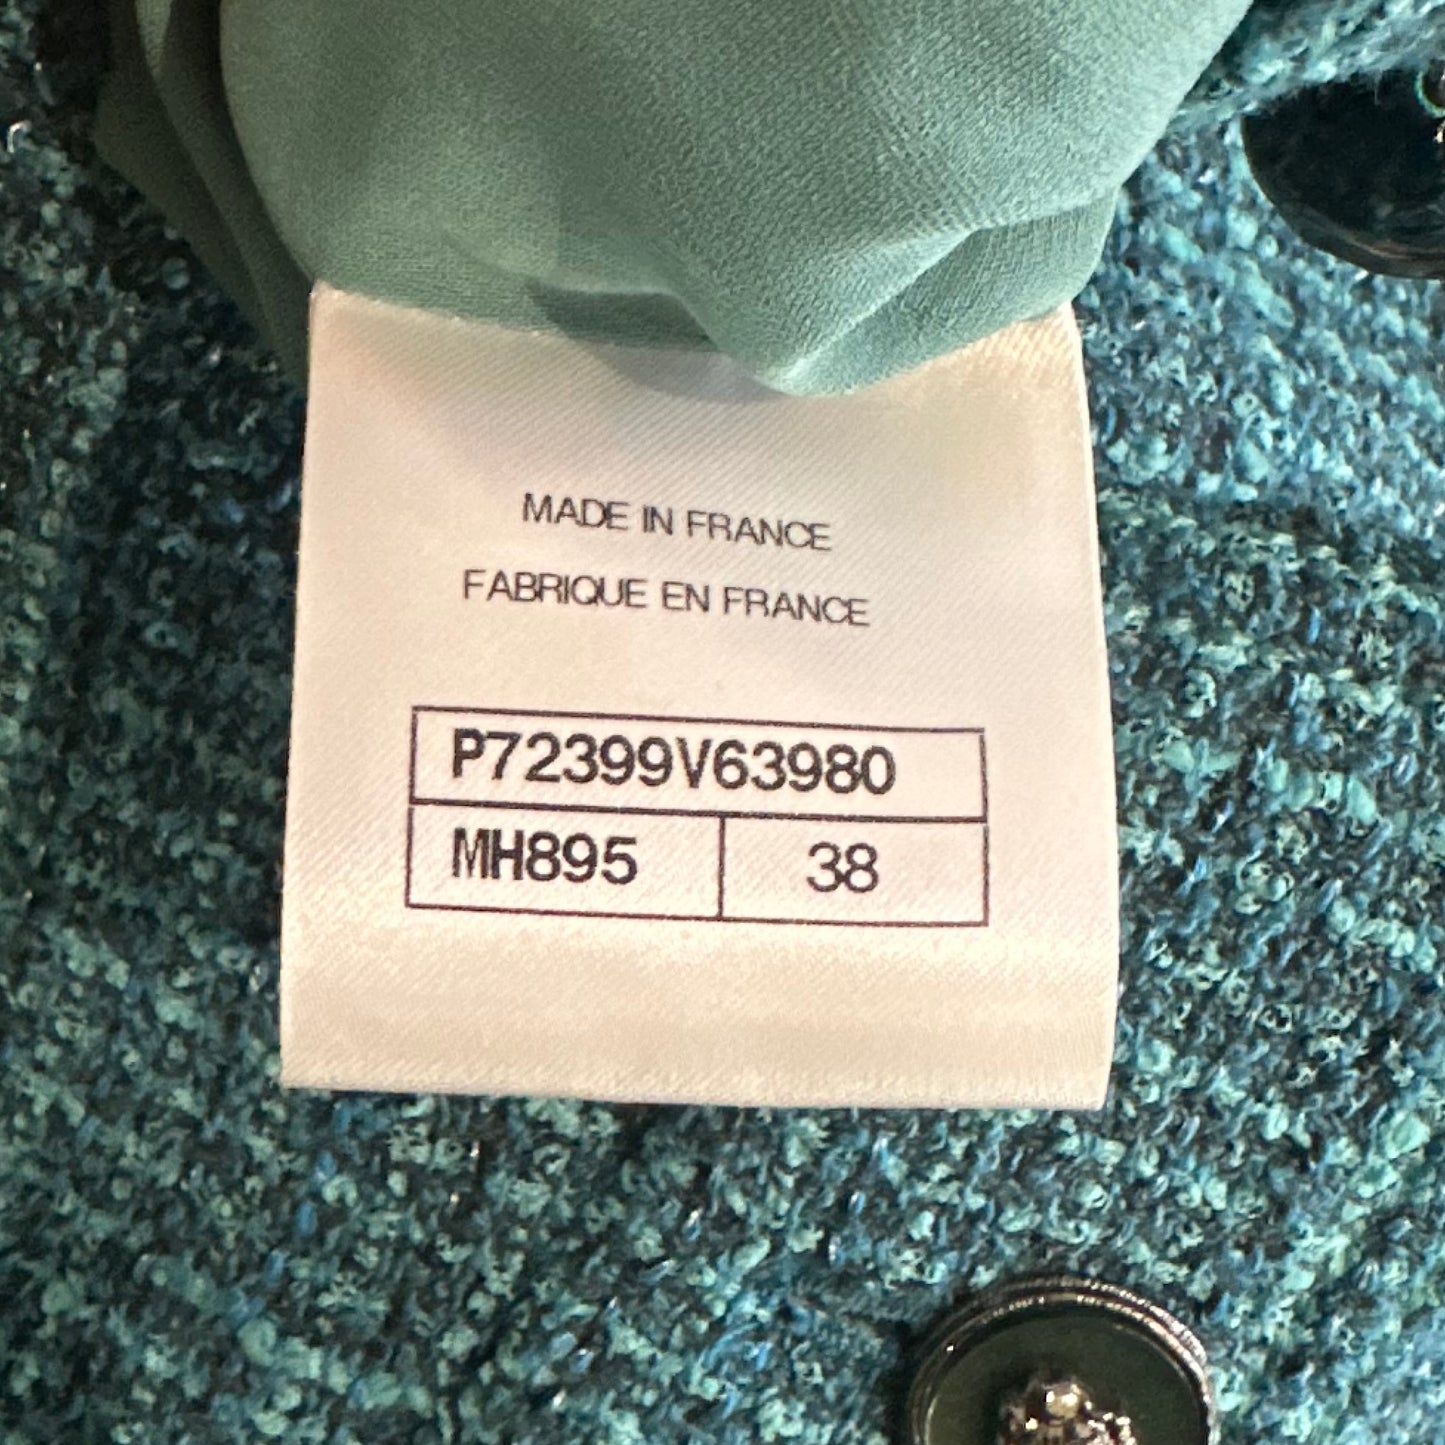 MADE IN FRANCE
FABRIQUE EN FRANCE
P72399V63980
MH895 38